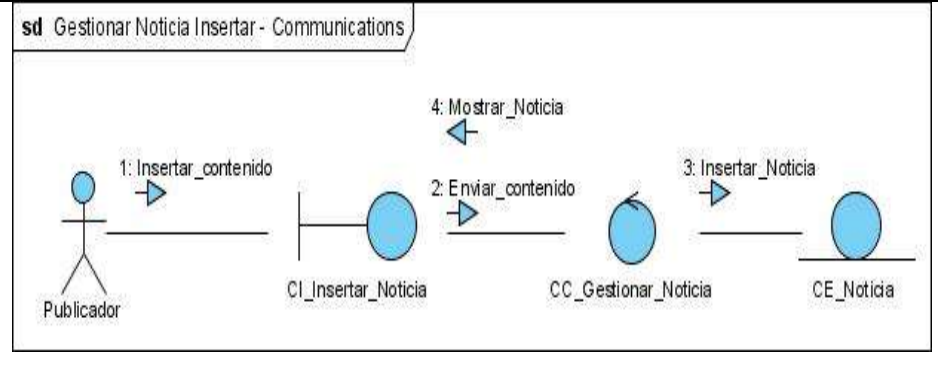 sd Gestionar Noticia Insertar - Communications
4: Mostrar_Noticia
1: Insertar_contenido
3: Insertar_Noticia
2: Enviar_contenido
CI_Insertar_Noticia
CC_Gestionar_Noticia
CE_Noticia
Publicador